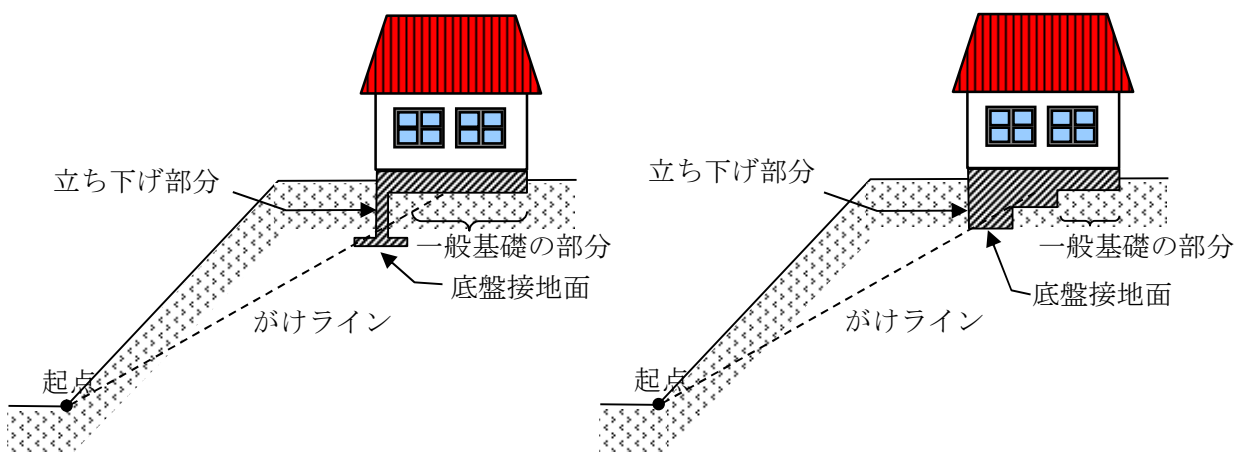 立ち下げ部分
一般基礎の部分
底盤接地面
がけライン
起点
立ち下げ部分
一般基礎の部分
底盤接地面
がけライン
起点